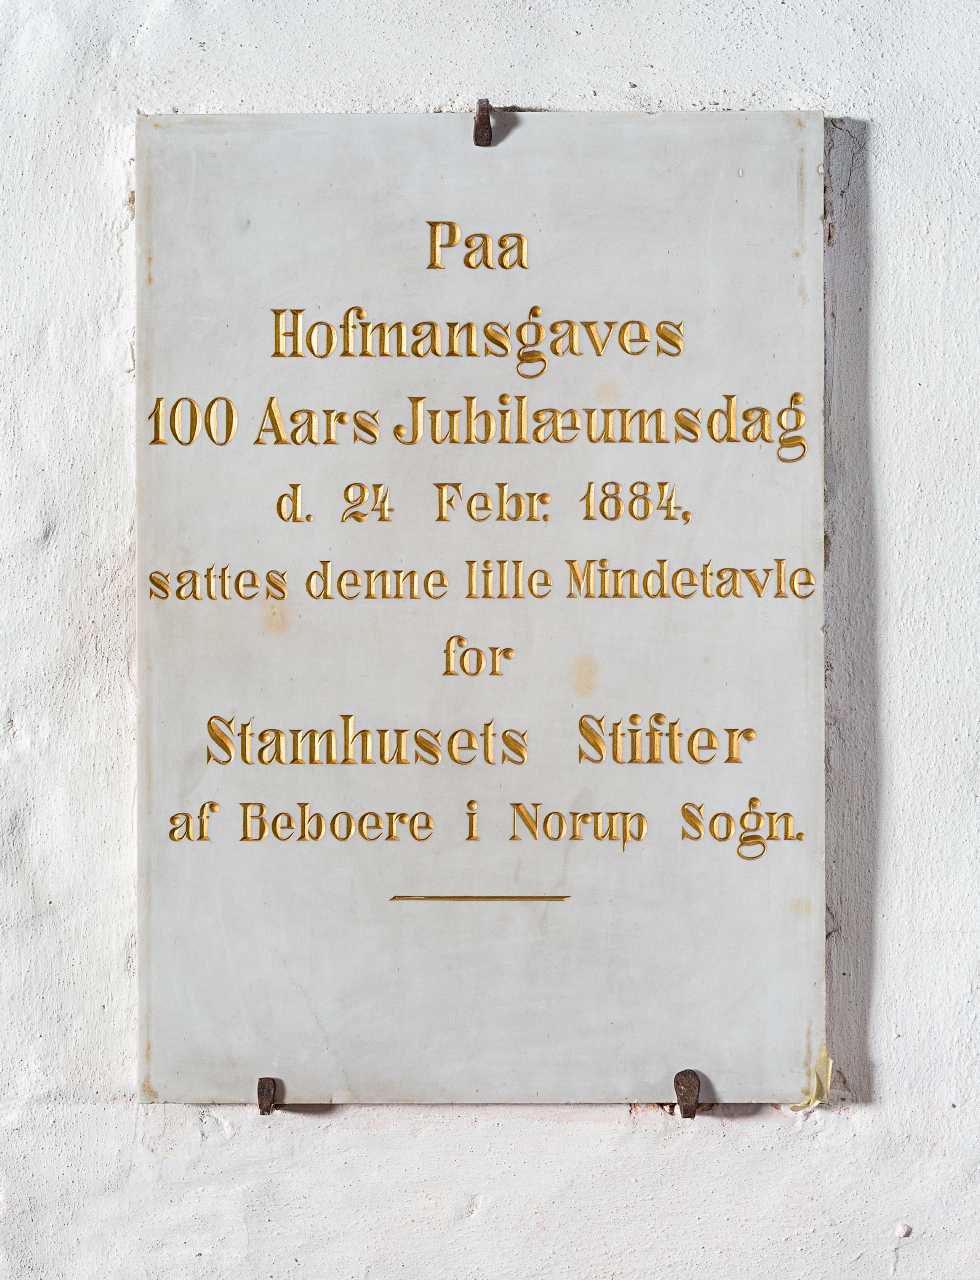 Paa
Hofmansgaves
100 Aars Jubilæumsdag
d. 24 Febr. 1884,
sattes denne lille Mindetavle
for
Stamhusets Stifter
af Beboere i Norup Sogn.